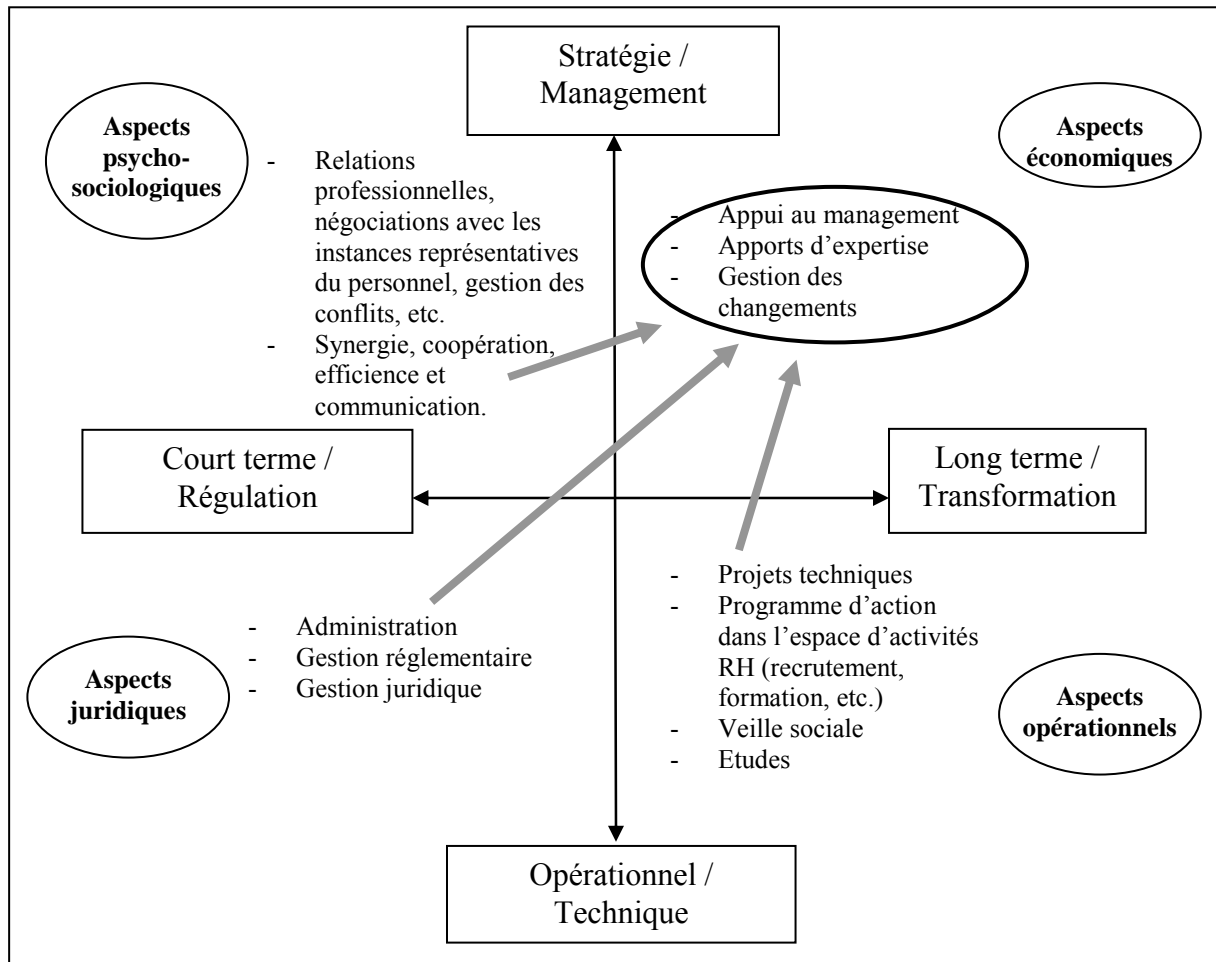 Stratégie /
Management
Aspects
psycho-
sociologiques
- Relations
professionnelles,
négociations avec les
instances représentatives
du personnel, gestion des
conflits, etc.
- Synergie, coopération,
efficience et
communication.
Aspects
économiques
- Appui au management
- Apports d’expertise
- Gestion des
changements
Court terme /
Régulation
Long terme /
Transformation
Aspects
juridiques
- Administration
- Gestion réglementaire
- Gestion juridique
- Projets techniques
- Programme d’action
dans l’espace d’activités
RH (recrutement,
formation, etc.)
- Veille sociale
- Etudes
Aspects
opérationnels
Opérationnel /
Technique